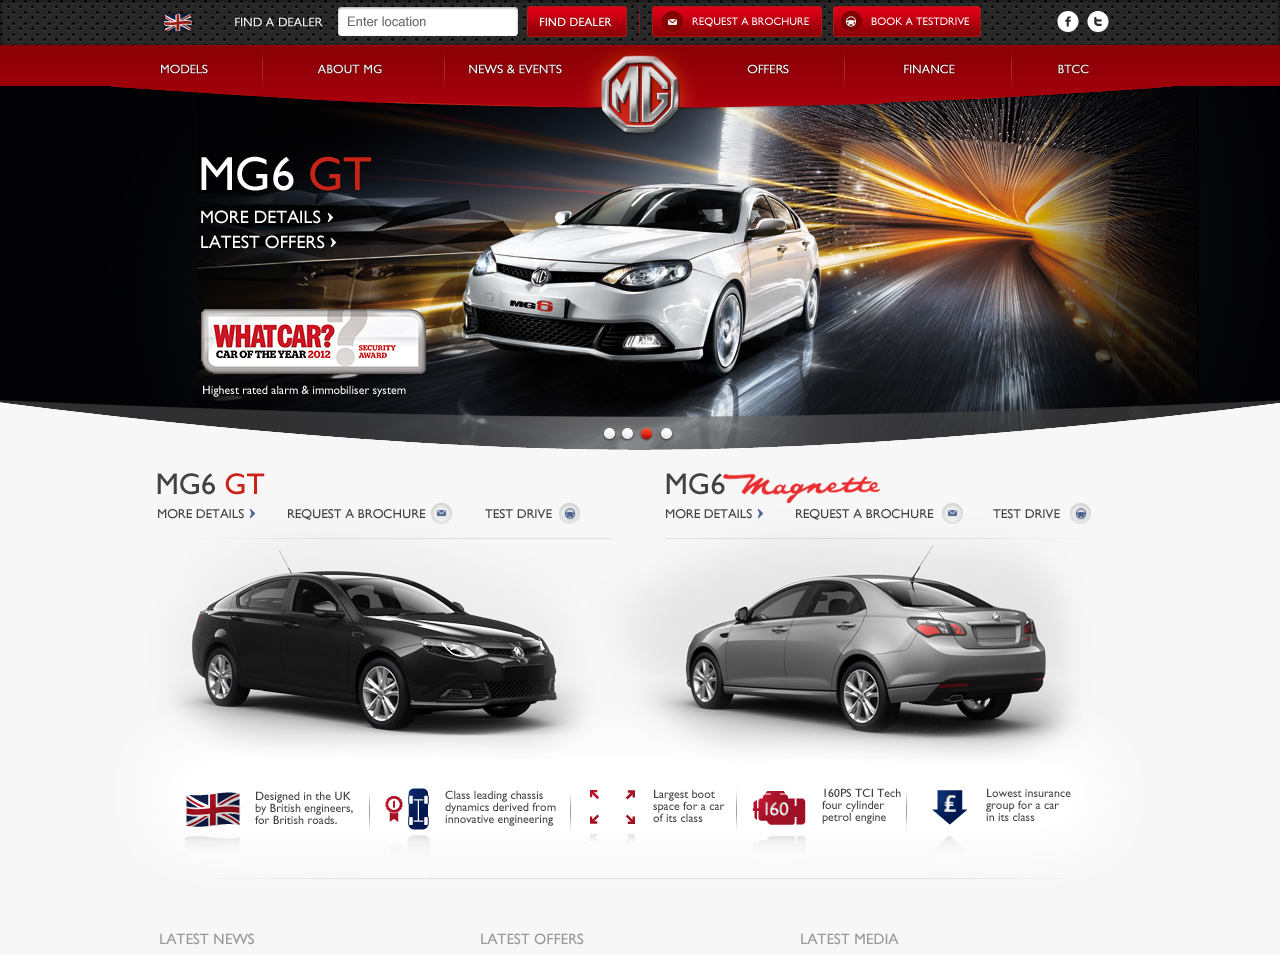 FIND A DEALER
Enter location
FIND DEALER
REQUEST A BROCHURE
BOOK A TESTDRIVE
MODELS
ABOUT MG
NEWS & EVENTS
MG
OFFERS
FINANCE
BTCC
MG6 GT
MORE DETAILS
LATEST OFFERS
MG
MG6
WHATCAR?
CAR OF THE YEAR 2012
SECURITY
AWARD
Highest rated alarm & immobiliser system
MG6 GT
MORE DETAILS
REQUEST A BROCHURE
TEST DRIVE
MG6 Magnette
MORE DETAILS
REQUEST A BROCHURE
TEST DRIVE
Designed in the UK
by British engineers,
for British roads.
Class leading chassis
dynamics derived from
innovative engineering
Largest boot
space for a car
of its class
160
160PS TCI Tech
four cylinder
petrol engine
£
Lowest insurance
group for a car
in its class
LATEST NEWS
LATEST OFFERS
LATEST MEDIA